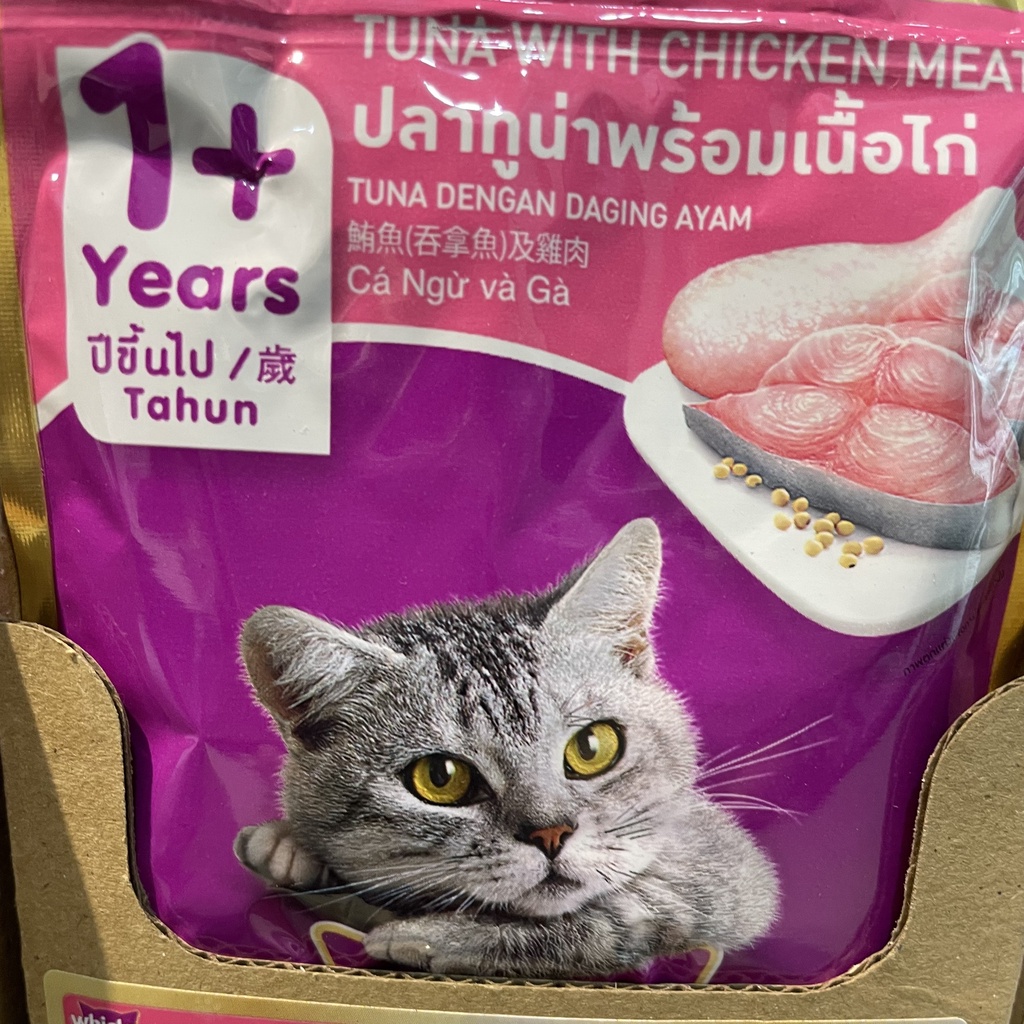 TUNA WITH CHICKEN MEAT
ปลาทูน่าพร้อมเนื้อไก่
TUNA DENGAN DAGING AYAM
鮪魚(吞拿魚)及雞肉
Cá Ngừ và Gà
1+
Years
ปีขึ้นไป / 歲
Tahun